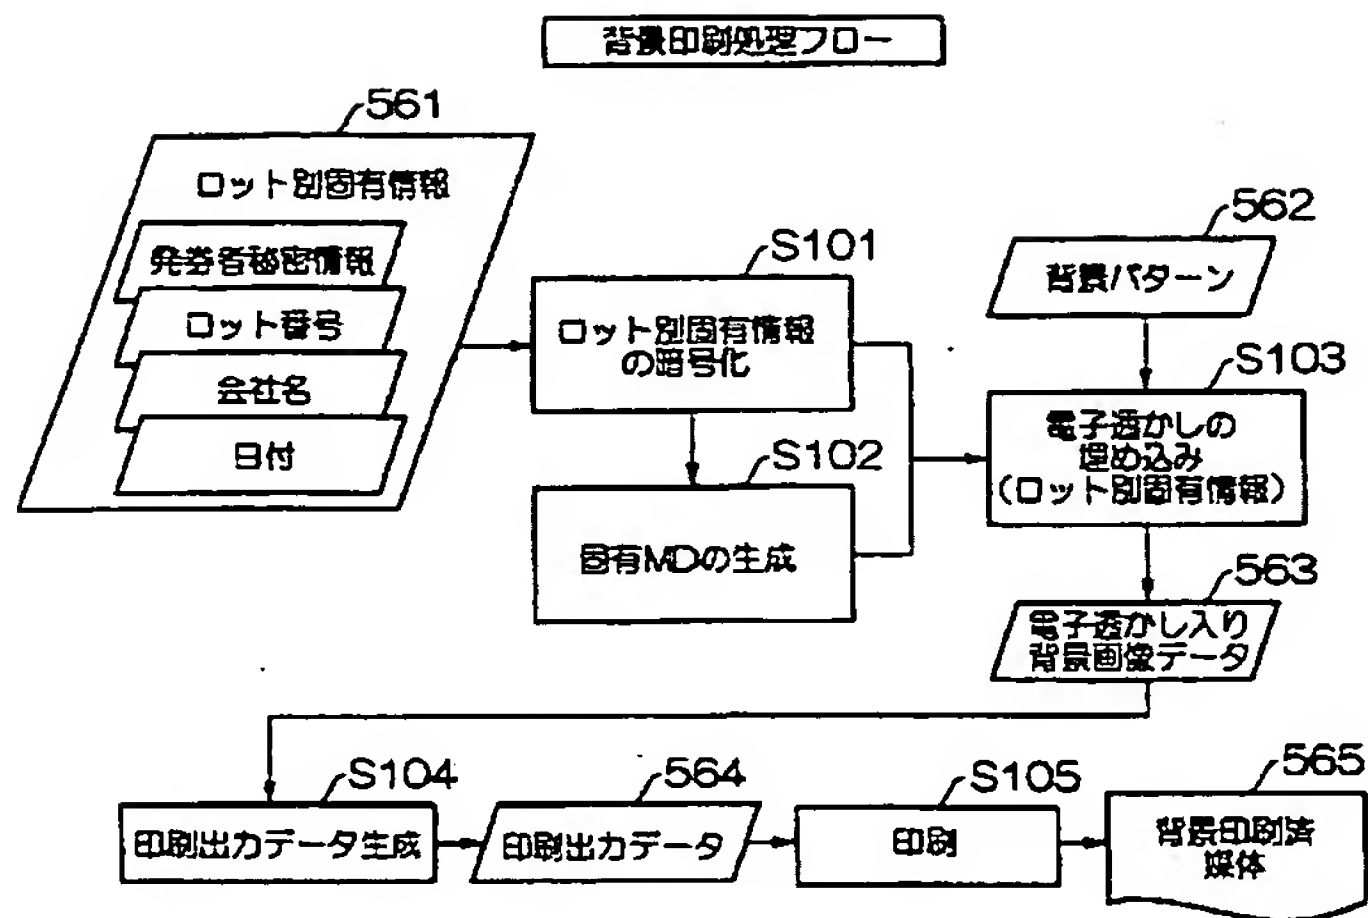 背景印刷処理フロー
561
ロット別固有情報
発券者秘密情報
ロット番号
会社名
日付
S101
ロット別固有情報
の暗号化
S102
固有MDの生成
562
背景パターン
S103
電子透かしの
埋め込み
(ロット別固有情報)
563
電子透かし入り
背景画像データ
S104
印刷出力データ生成
564
印刷出力データ
S105
印刷
565
背景印刷済
媒体